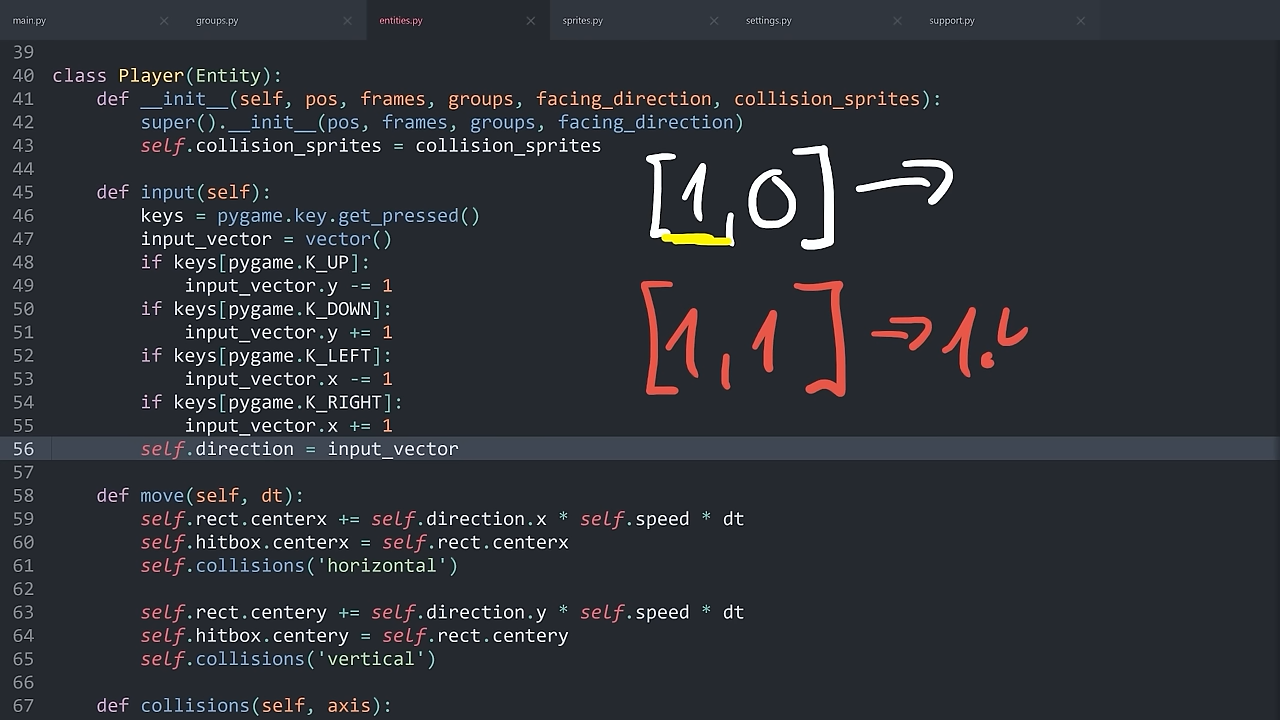 main.py groups.py entities.py sprites.py settings.py support.py
39
40 class Player(Entity):
41 def __init__(self, pos, frames, groups, facing_direction, collision_sprites):
42 super().__init__(pos, frames, groups, facing_direction)
43 self.collision_sprites = collision_sprites
44
45 def input(self):
46 keys = pygame.key.get_pressed()
47 input_vector = vector()
48 if keys[pygame.K_UP]:
49 input_vector.y -= 1
50 if keys[pygame.K_DOWN]:
51 input_vector.y += 1
52 if keys[pygame.K_LEFT]:
53 input_vector.x -= 1
54 if keys[pygame.K_RIGHT]:
55 input_vector.x += 1
56 self.direction = input_vector
57
58 def move(self, dt):
59 self.rect.centerx += self.direction.x * self.speed * dt
60 self.hitbox.centerx = self.rect.centerx
61 self.collisions('horizontal')
62
63 self.rect.centery += self.direction.y * self.speed * dt
64 self.hitbox.centery = self.rect.centery
65 self.collisions('vertical')
66
67 def collisions(self, axis):
[1,0] →
[1,1] → 1.